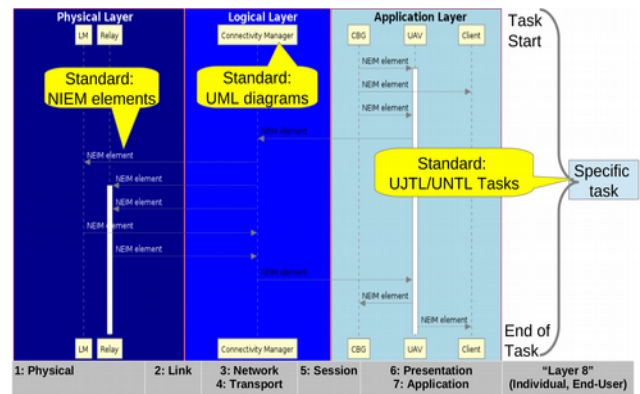 Physical Layer Logical Layer Application Layer
Task
Start
LM Relay Connectivity Manager CBG UAV Client
NEIM element
Standard:
NIEM elements
Standard:
UML diagrams
NEIM element
NEIM element
NEIM element
NEIM element
Standard:
UJTL/UNTL Tasks
Specific
task
NEIM element
NEIM element
NEIM element
NEIM element
NEIM element
NEIM element
NEIM element
End of
Task
LM Relay Connectivity Manager CBG UAV Client
1: Physical 2: Link 3: Network 5: Session 6: Presentation "Layer 8"
4: Transport 7: Application (Individual, End-User)